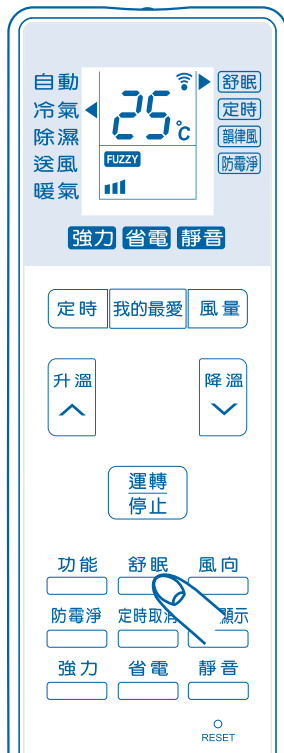 自動
冷氣
除濕
送風
暖氣
25°C
FUZZY
舒眠
定時
韻律風
防霉淨
強力 省電 靜音
定時 我的最愛 風量
升溫 降溫
運轉
停止
功能 舒眠 風向
防霉淨 定時取消 顯示
強力 省電 靜音
RESET